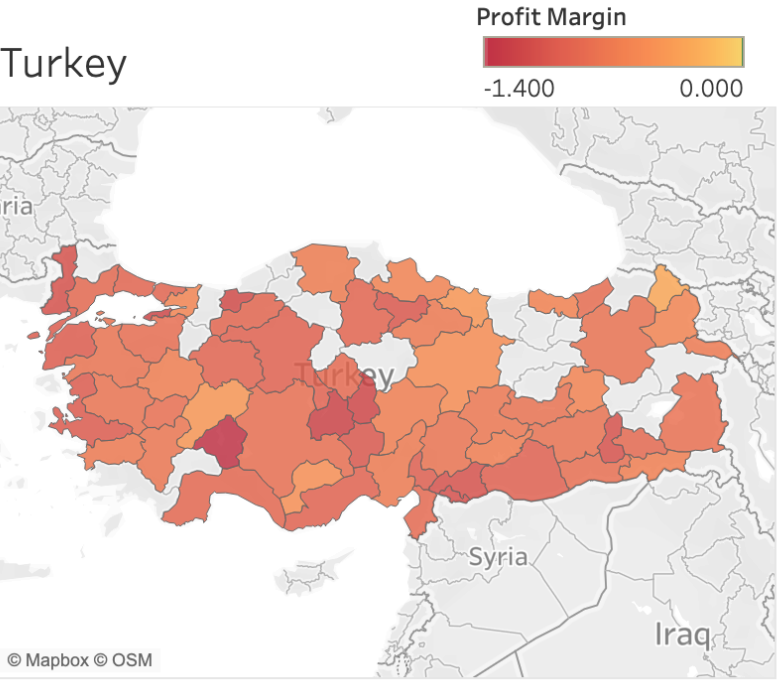 Profit Margin
Turkey
-1.400 0.000
ria
Turkey
Syria
Iraq
© Mapbox © OSM